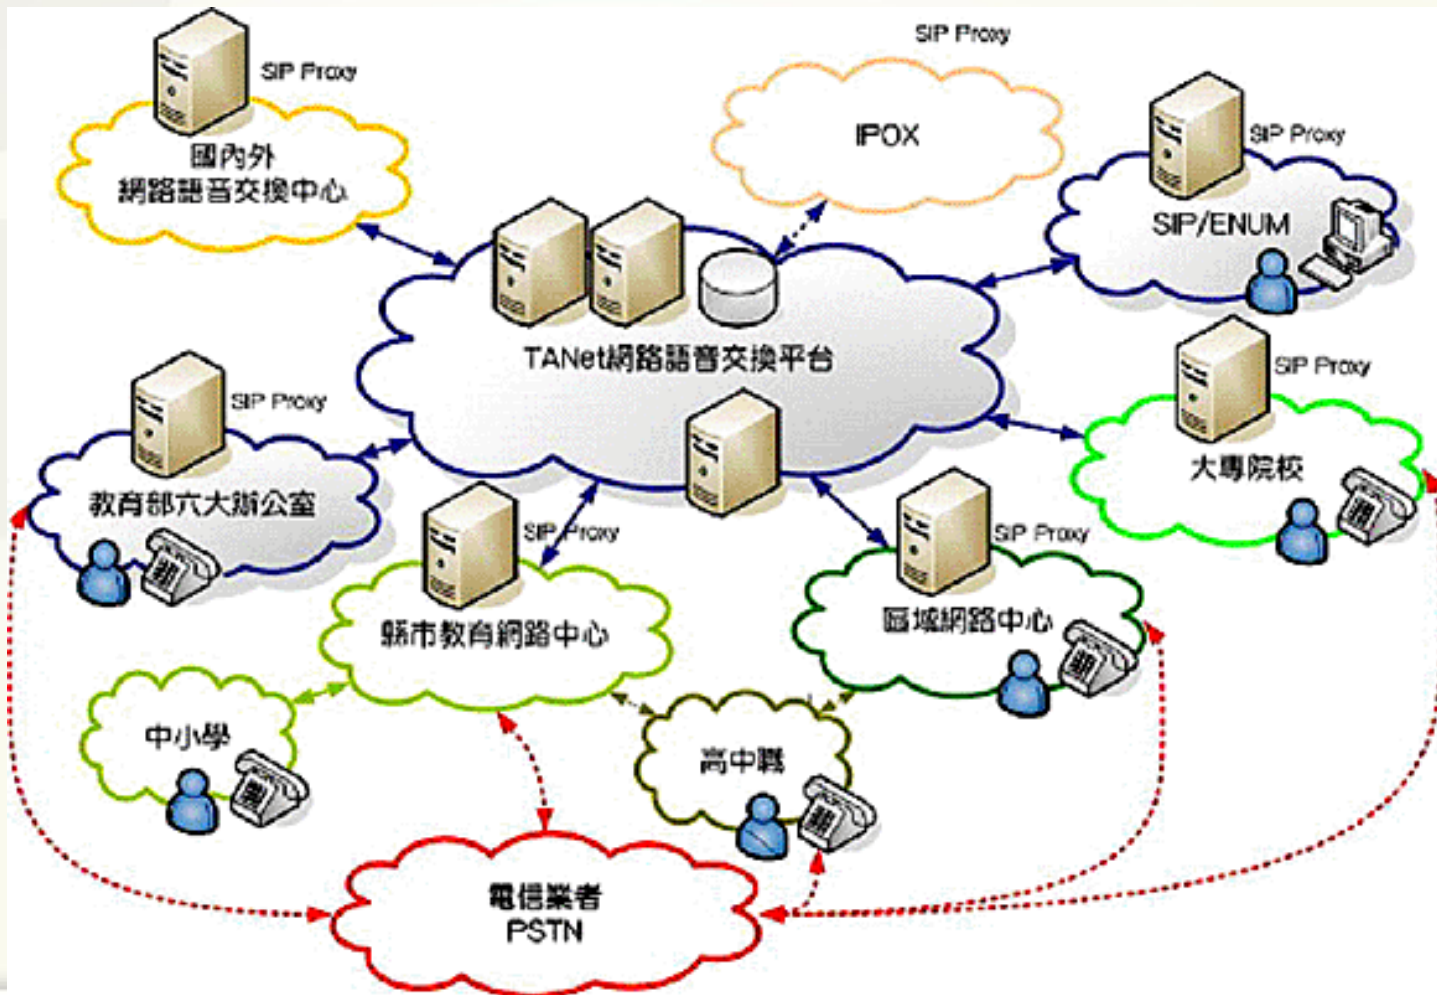 SIP Proxy
SIP Proxy
國內外
網路語音交換中心
IPOX
SIP Proxy
SIP/ENUM
TANet網路語音交換平台
SIP Proxy
SIP Proxy
教育部六大辦公室
大專院校
SIP Proxy
SIP Proxy
縣市教育網路中心
區域網路中心
中小學
高中職
電信業者
PSTN